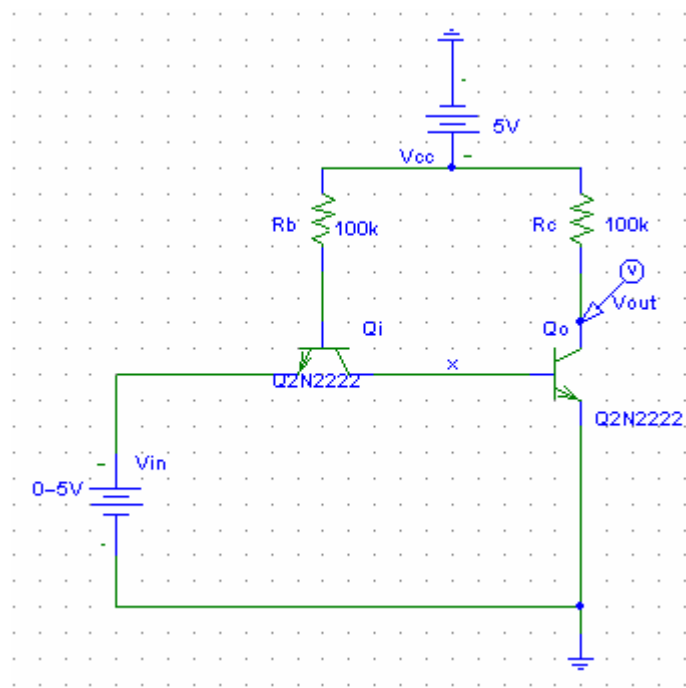 5V
Vcc
Rb
100k
Rc
100k
V
Vout
Qi
Qo
x
Q2N2222
Q2N2222
Vin
0-5V